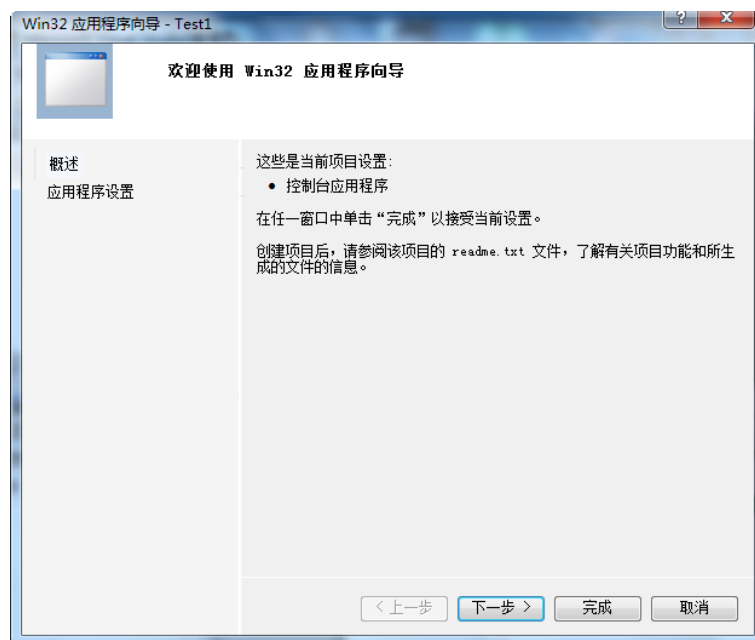 Win32 应用程序向导 - Test1
欢迎使用 Win32 应用程序向导
概述
应用程序设置
这些是当前项目设置:
• 控制台应用程序
在任一窗口中单击“完成”以接受当前设置。
创建项目后，请参阅该项目的 readme.txt 文件，了解有关项目功能和所生
成的文件的信息。
< 上一步
下一步 >
完成
取消